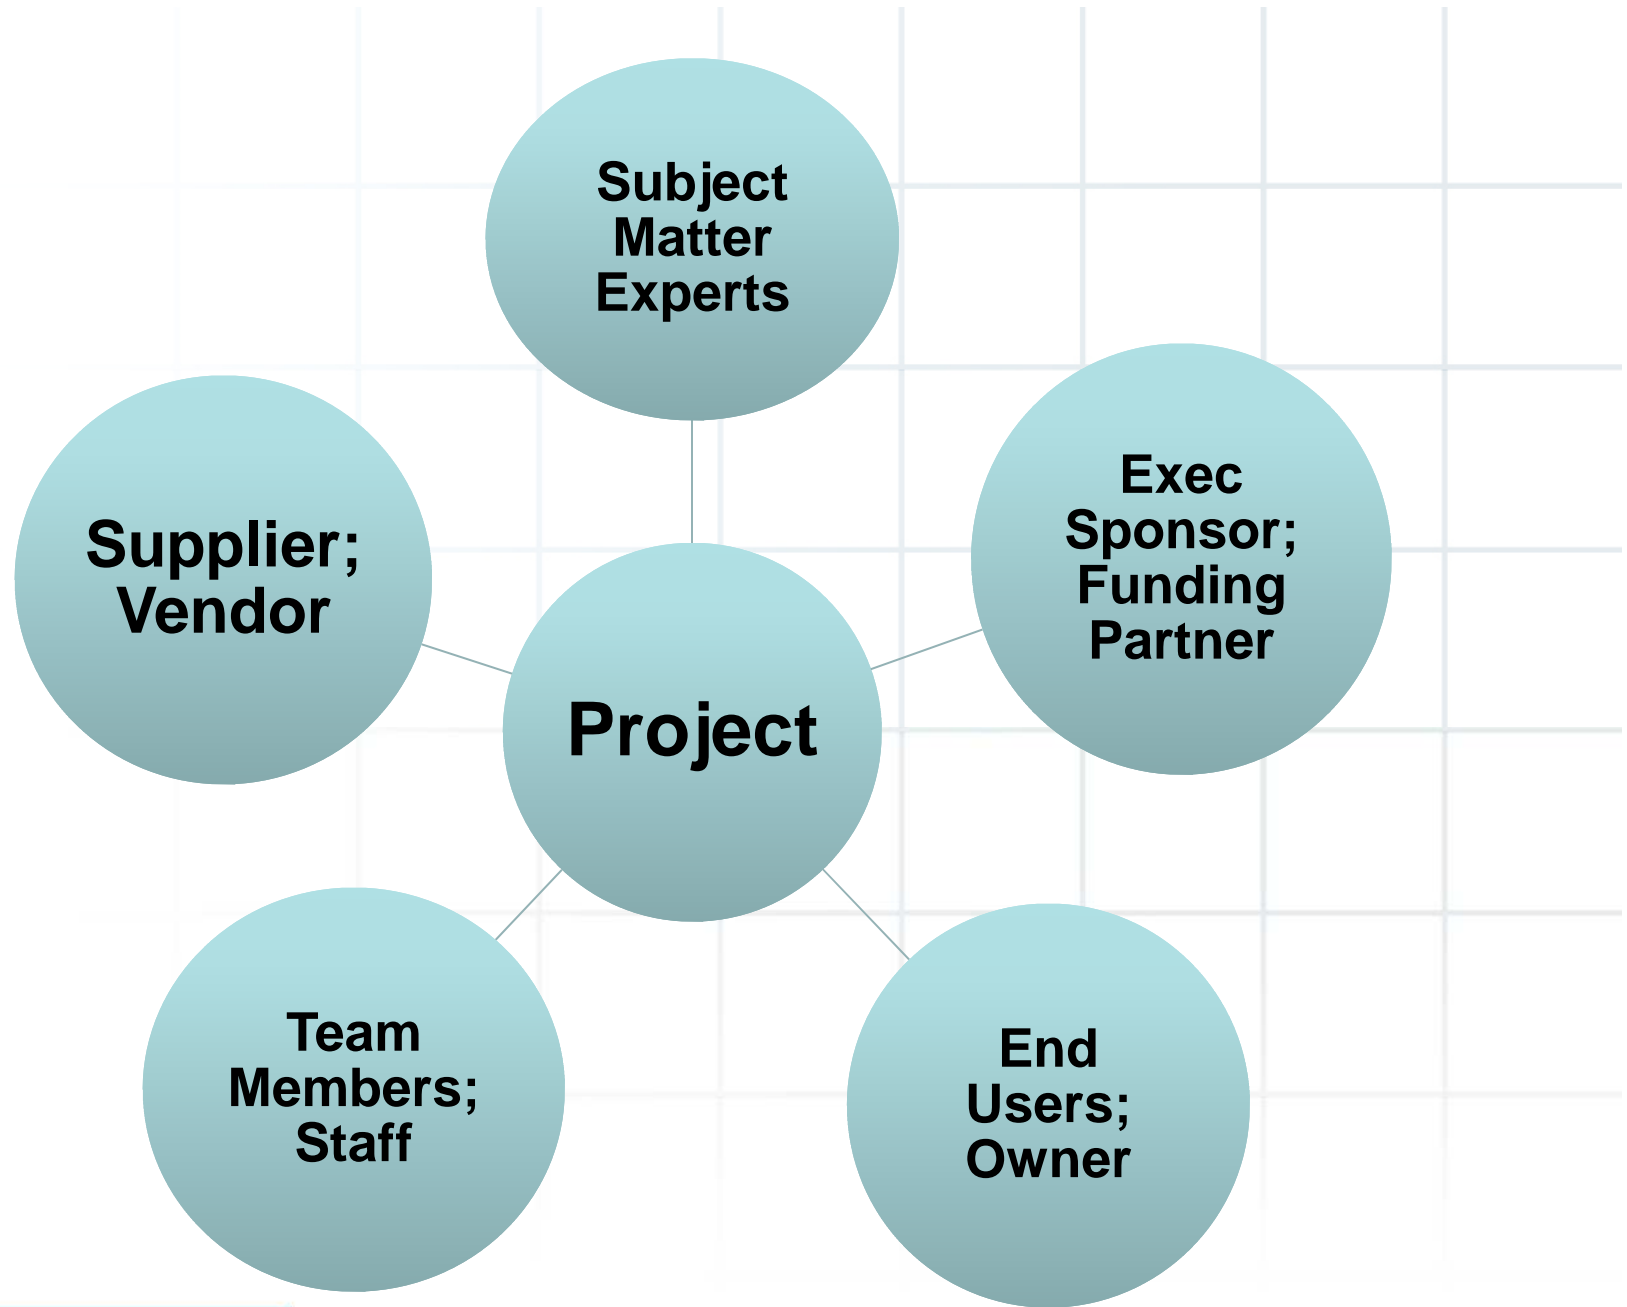 Subject
Matter
Experts
Exec
Sponsor;
Funding
Partner
Supplier;
Vendor
Project
Team
Members;
Staff
End
Users;
Owner